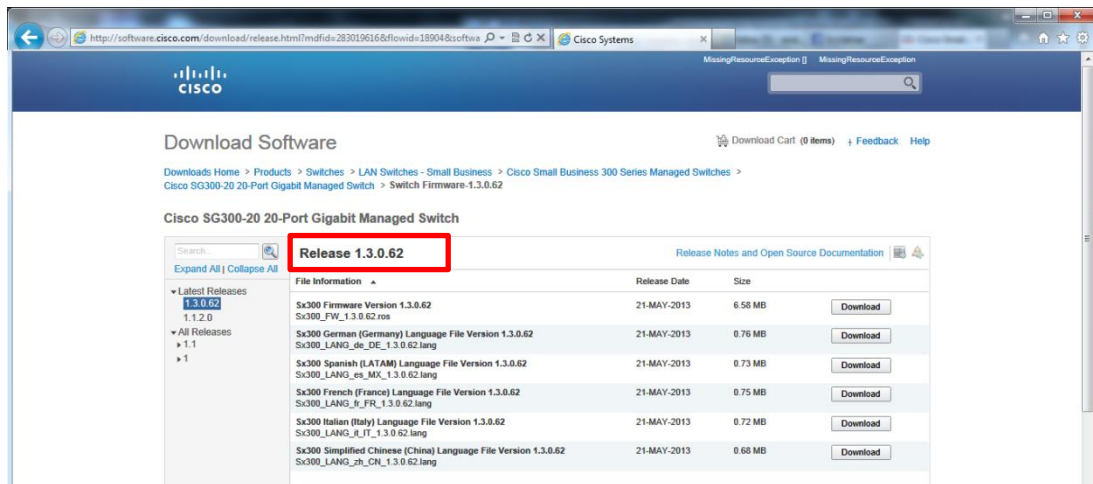 http://software.cisco.com/download/release.html?mdfid=283019616&flowid=18904&softwa
Cisco Systems
MissingResourceException [] MissingResourceException
CISCO
Download Software
Download Cart (0 items) + Feedback Help
Downloads Home > Products > Switches > LAN Switches - Small Business > Cisco Small Business 300 Series Managed Switches >
Cisco SG300-20 20-Port Gigabit Managed Switch > Switch Firmware-1.3.0.62
Cisco SG300-20 20-Port Gigabit Managed Switch
Search...
Expand All | Collapse All
Latest Releases
1.3.0.62
1.1.2.0
All Releases
1.1
1
Release 1.3.0.62
Release Notes and Open Source Documentation
File Information Release Date Size
Sx300 Firmware Version 1.3.0.62 21-MAY-2013 6.58 MB Download
Sx300_FW_1.3.0.62.ros
Sx300 German (Germany) Language File Version 1.3.0.62 21-MAY-2013 0.76 MB Download
Sx300_LANG_de_DE_1.3.0.62.lang
Sx300 Spanish (LATAM) Language File Version 1.3.0.62 21-MAY-2013 0.73 MB Download
Sx300_LANG_es_MX_1.3.0.62.lang
Sx300 French (France) Language File Version 1.3.0.62 21-MAY-2013 0.75 MB Download
Sx300_LANG_fr_FR_1.3.0.62.lang
Sx300 Italian (Italy) Language File Version 1.3.0.62 21-MAY-2013 0.72 MB Download
Sx300_LANG_it_IT_1.3.0.62.lang
Sx300 Simplified Chinese (China) Language File Version 1.3.0.62 21-MAY-2013 0.68 MB Download
Sx300_LANG_zh_CN_1.3.0.62.lang